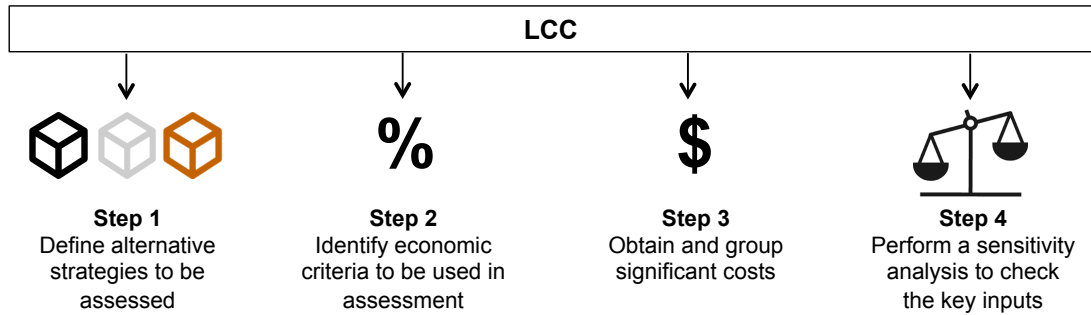 LCC
%
$
Step 1
Define alternative
strategies to be
assessed
Step 2
Identify economic
criteria to be used in
assessment
Step 3
Obtain and group
significant costs
Step 4
Perform a sensitivity
analysis to check
the key inputs